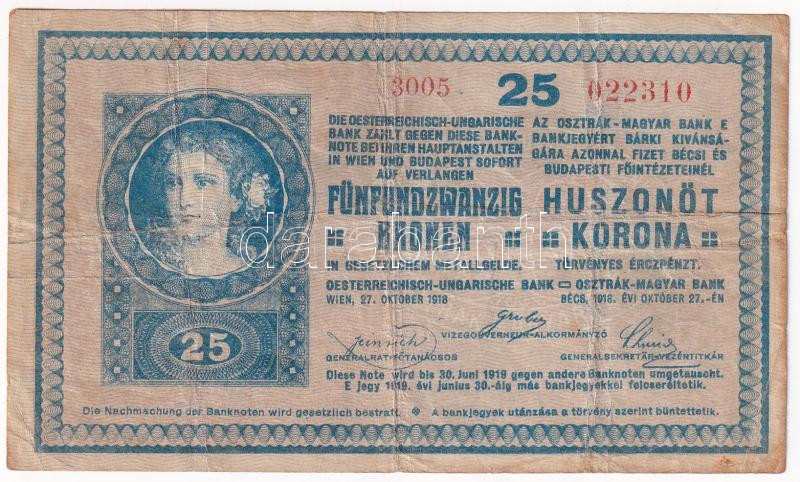 3005 25 022310
DIE OESTERREICHISCH-UNGARISCHE
BANK ZAHLT GEGEN DIESE BANK-
NOTE BEI IHREN HAUPTANSTALTEN
IN WIEN UND BUDAPEST SOFORT
AUF VERLANGEN
FÜNFUNDZWANZIG
KRONEN
IN GESETZLICHEM METALLGELDE.
OESTERREICHISCH-UNGARISCHE BANK
WIEN, 27. OKTOBER 1918
AZ OSZTRÁK-MAGYAR BANK E
BANKJEGYÉRT BÁRKI KIVÁNSÁ-
GÁRA AZONNAL FIZET BÉCSI ÉS
BUDAPESTI FŐINTÉZETEINÉL
HUSZONÖT
KORONA
TÖRVÉNYES ÉRCZPÉNZT.
OSZTRÁK-MAGYAR BANK
BÉCS, 1918. ÉVI OKTÓBER 27.-ÉN
darabanth
25
Gruber
VIZEGOUVERNEUR-ALKORMÁNYZÓ
GENERALRAT-FŐTANÁCSOS
GENERALSEKRETÄR-VEZÉRTITKÁR
Diese Note wird bis 30. Juni 1919 gegen andere Banknoten umgetauscht.
E jegy 1919. évi junius 30.-áig más bankjegyekkel felcseréltetik.
Die Nachmachung der Banknoten wird gesetzlich bestraft. A bankjegyek utánzása a törvény szerint büntettetik.